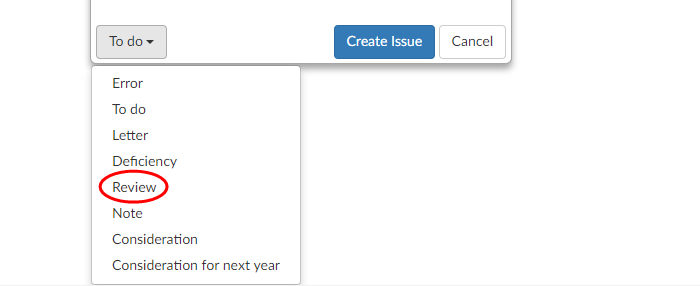 To do Create Issue Cancel
Error
To do
Letter
Deficiency
Review
Note
Consideration
Consideration for next year